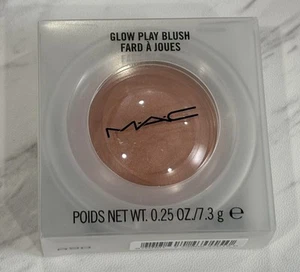 GLOW PLAY BLUSH
FARD À JOUES
MAC
POIDS NET WT. 0.25 OZ./7.3 g ℮